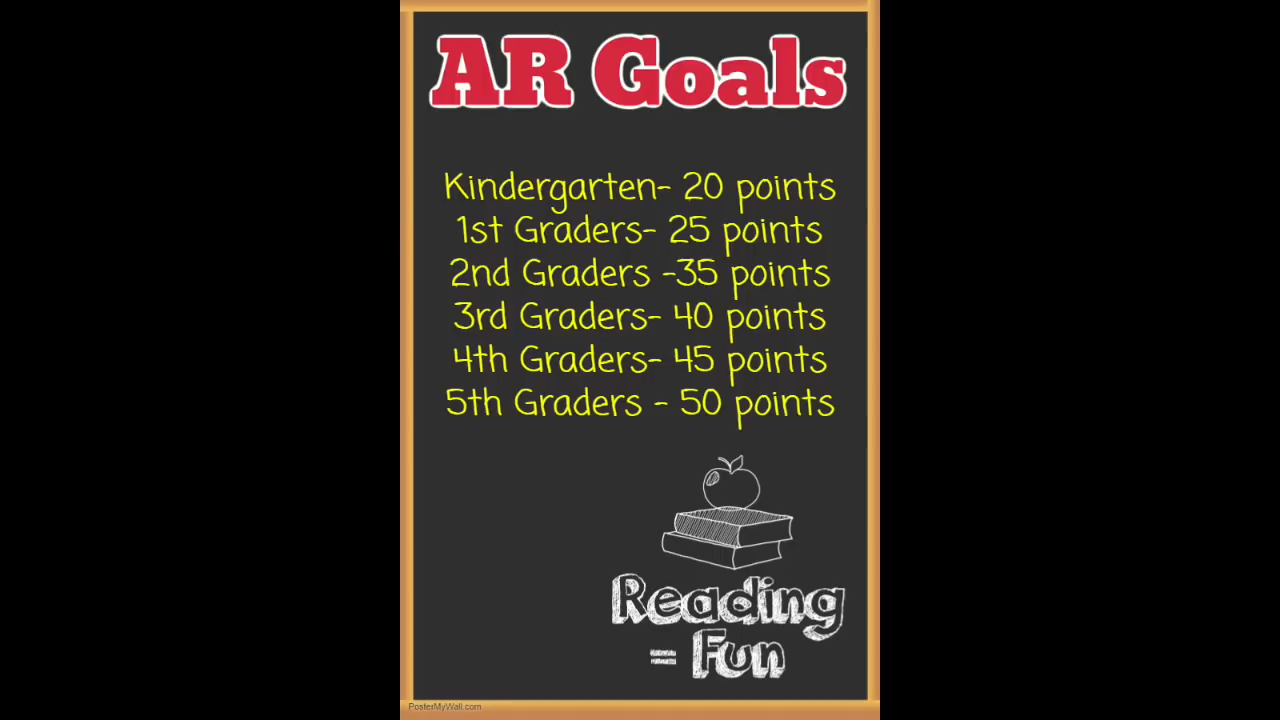 AR Goals
Kindergarten- 20 points
1st Graders- 25 points
2nd Graders -35 points
3rd Graders- 40 points
4th Graders- 45 points
5th Graders - 50 points
Reading
= Fun
PosterMyWall.com